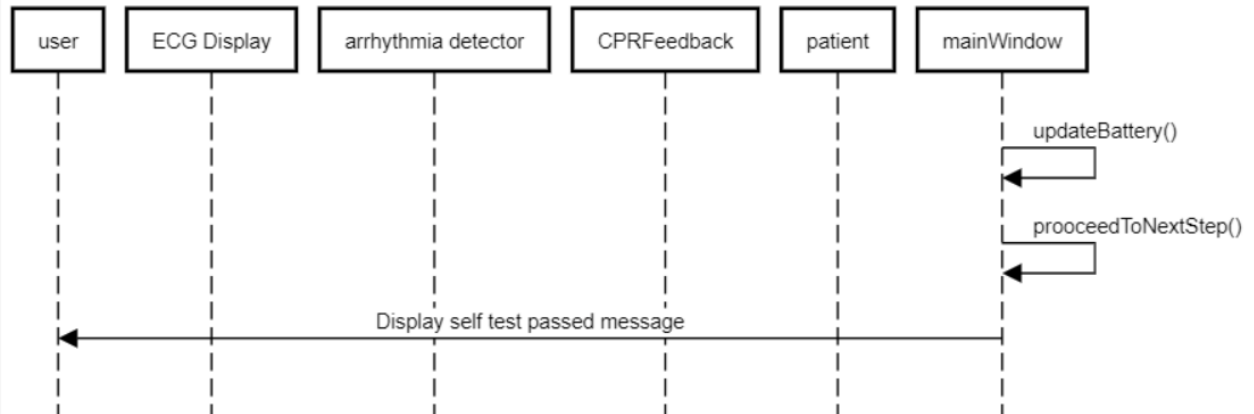 user
ECG Display
arrhythmia detector
CPRFeedback
patient
mainWindow
updateBattery()
prooceedToNextStep()
Display self test passed message